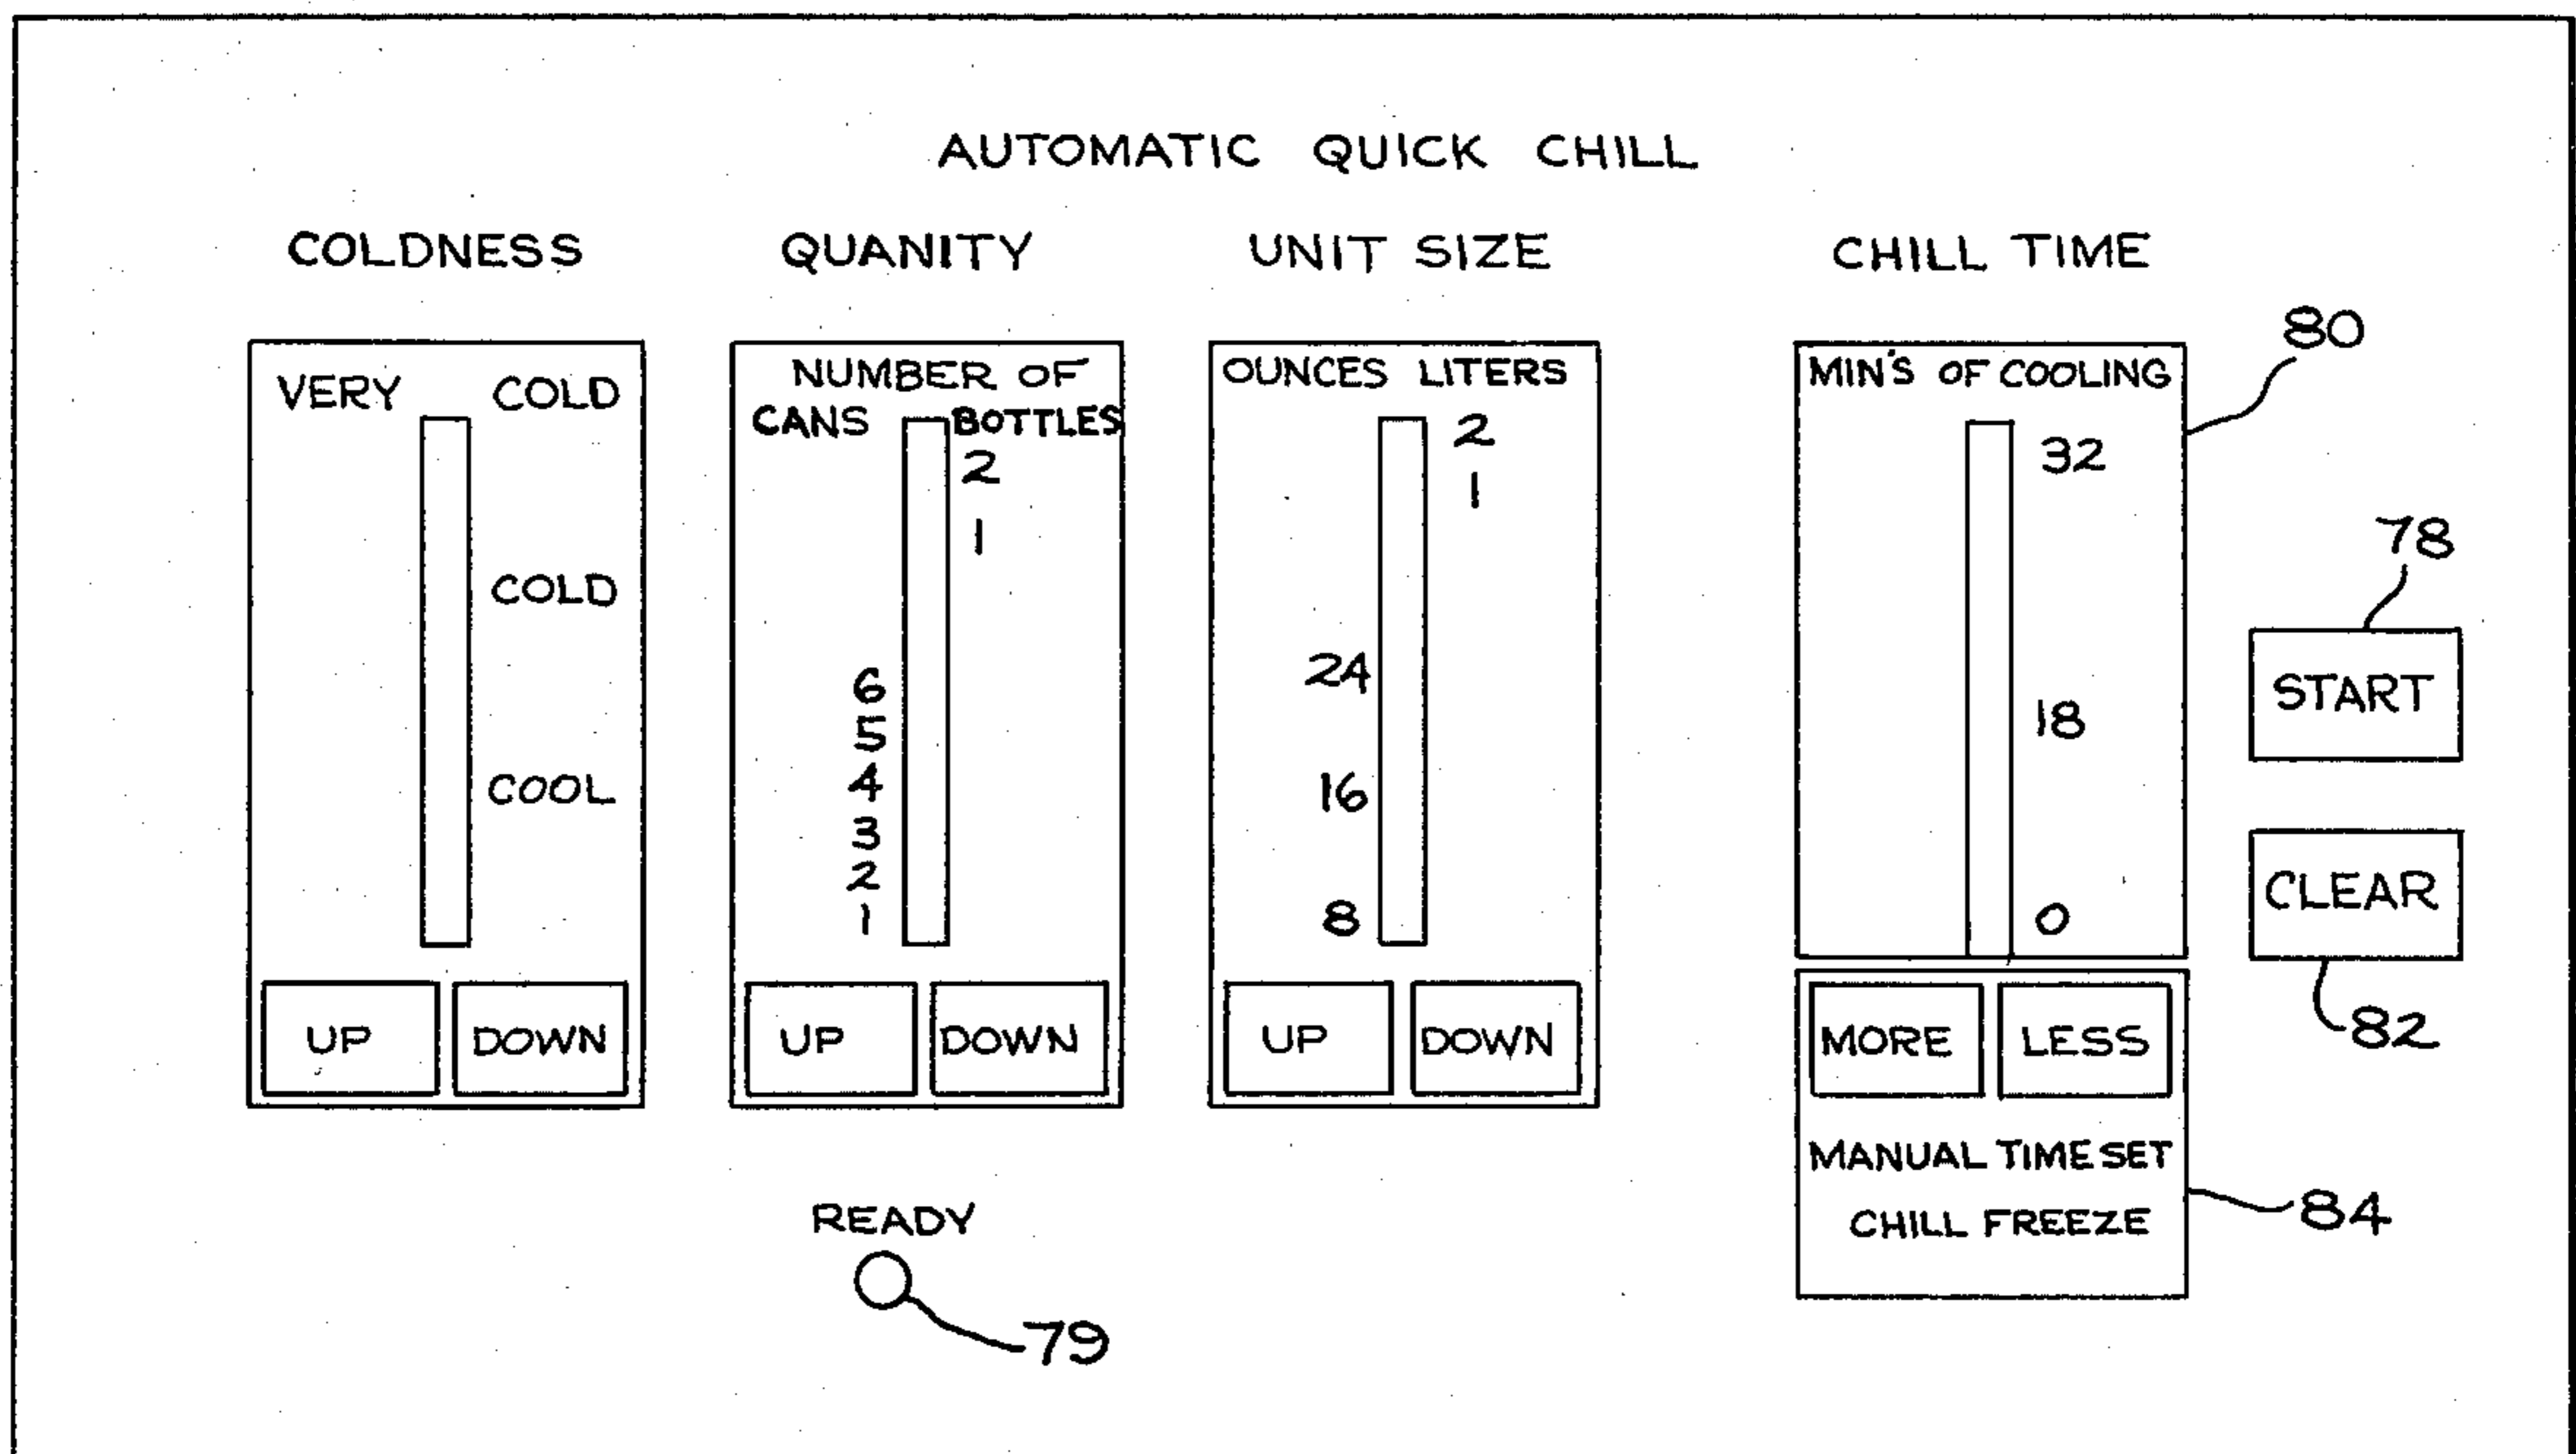 AUTOMATIC QUICK CHILL
COLDNESS
VERY COLD
COLD
COOL
UP DOWN
QUANITY
NUMBER OF
CANS BOTTLES
2
1
6
5
4
3
2
1
UP DOWN
UNIT SIZE
OUNCES LITERS
2
1
24
16
8
UP DOWN
CHILL TIME
MIN'S OF COOLING
32
18
0
MORE LESS
MANUAL TIME SET
CHILL FREEZE
80
78
START
CLEAR
82
84
READY
79